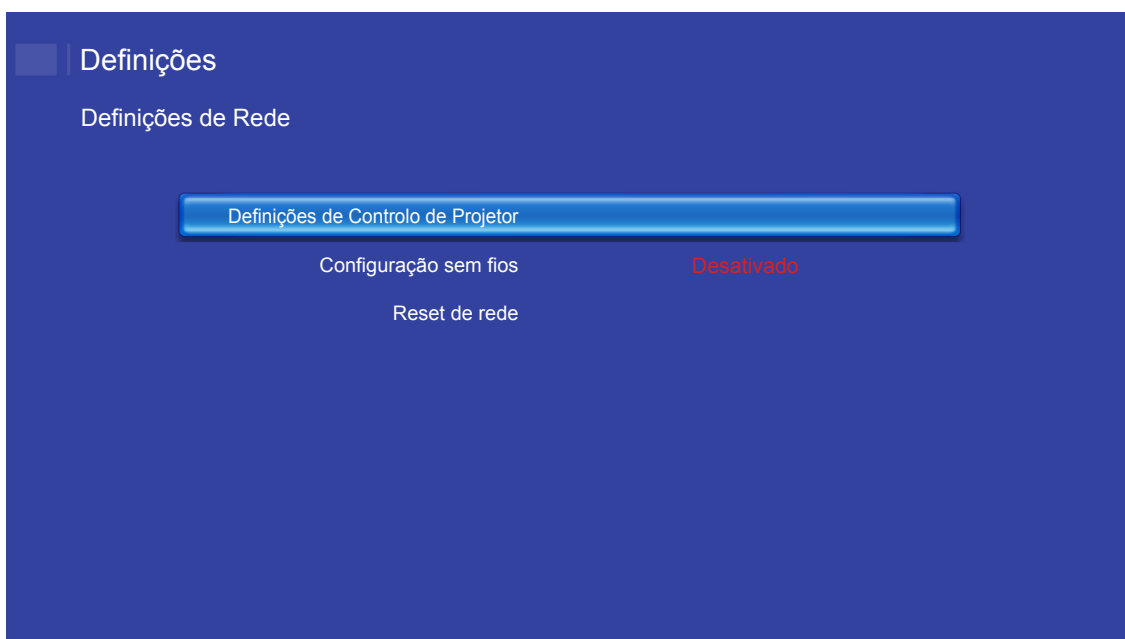 Definições
Definições de Rede
Definições de Controlo de Projetor
Configuração sem fios Desativado
Reset de rede